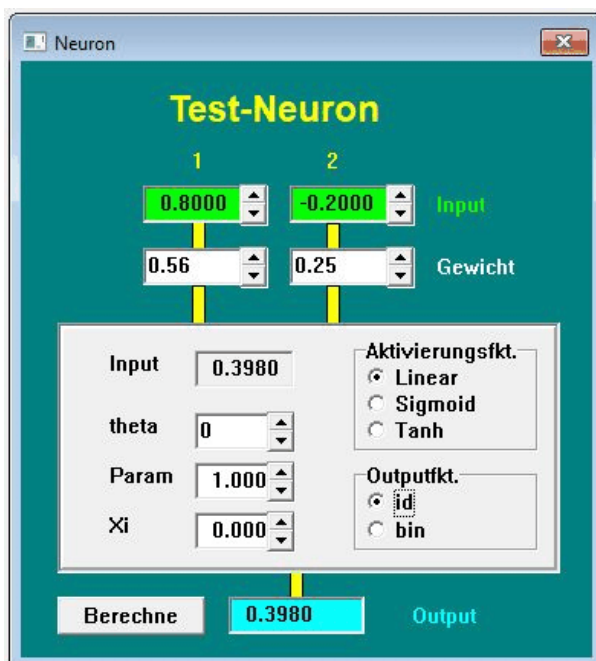 Neuron
Test-Neuron
1 2
0.8000 -0.2000 Input
0.56 0.25 Gewicht
Input 0.3980
theta 0
Param 1.000
Xi 0.000
Aktivierungsfkt.
Linear
Sigmoid
Tanh
Outputfkt.
id
bin
Berechne 0.3980 Output